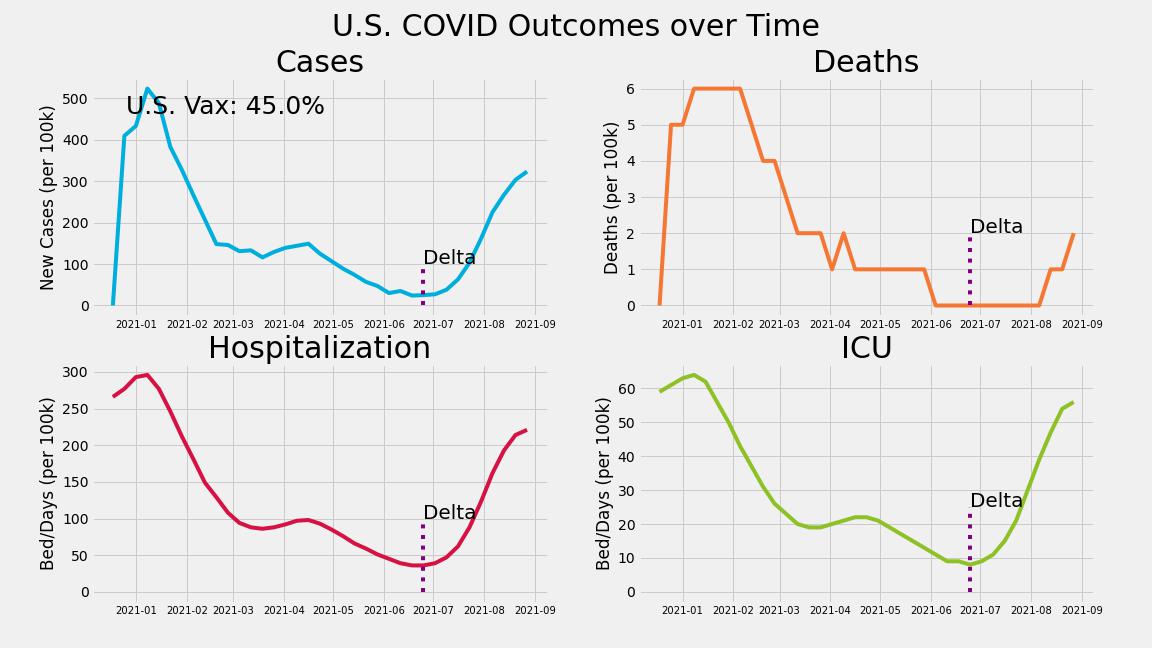 U.S. COVID Outcomes over Time
Cases
New Cases (per 100k)
500
400
300
200
100
0
U.S. Vax: 45.0%
Delta
2021-01 2021-02 2021-03 2021-04 2021-05 2021-06 2021-07 2021-08 2021-09
Deaths
Deaths (per 100k)
6
5
4
3
2
1
0
Delta
2021-01 2021-02 2021-03 2021-04 2021-05 2021-06 2021-07 2021-08 2021-09
Hospitalization
Bed/Days (per 100k)
300
250
200
150
100
50
0
Delta
2021-01 2021-02 2021-03 2021-04 2021-05 2021-06 2021-07 2021-08 2021-09
ICU
Bed/Days (per 100k)
60
50
40
30
20
10
0
Delta
2021-01 2021-02 2021-03 2021-04 2021-05 2021-06 2021-07 2021-08 2021-09